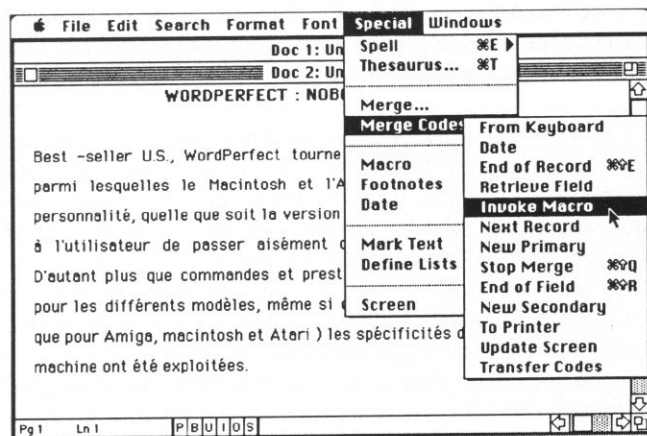 File Edit Search Format Font Special Windows
Doc 1: Un
Doc 2: Un
WORDPERFECT : NOBO
Best -seller U.S., WordPerfect tourne
parmi lesquelles le Macintosh et l'A
personnalité, quelle que soit la version
à l'utilisateur de passer aisément d
D'autant plus que commandes et prest
pour les différents modèles, même si
que pour Amiga, macintosh et Atari ) les spécificités d
machine ont été exploitées.
Pg 1 Ln 1 P B U I O S
Spell ⌘E
Thesaurus... ⌘T
Merge...
Merge Codes
Macro
Footnotes
Date
Mark Text
Define Lists
Screen
From Keyboard
Date
End of Record ⌘⇧E
Retrieve Field
Invoke Macro
Next Record
New Primary
Stop Merge ⌘⇧Q
End of Field ⌘⇧R
New Secondary
To Printer
Update Screen
Transfer Codes